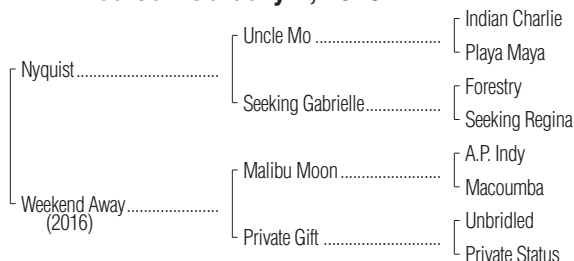 Indian Charlie
Uncle Mo
Playa Maya
Nyquist
Forestry
Seeking Gabrielle
Seeking Regina
A.P. Indy
Malibu Moon
Macoumba
Weekend Away
(2016)
Unbridled
Private Gift
Private Status